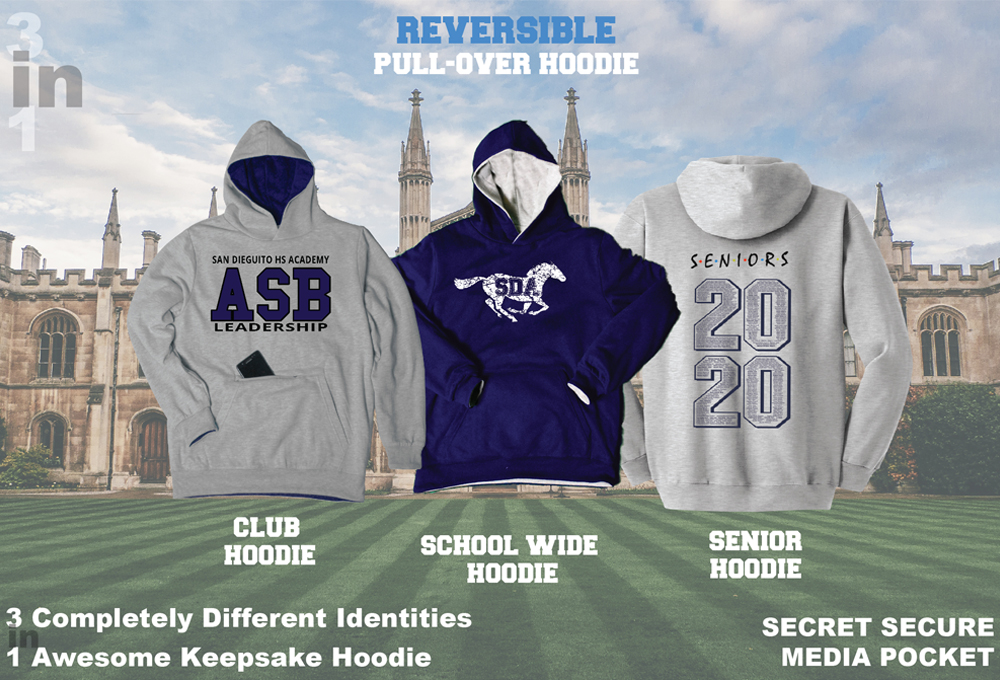 3
in
1
REVERSIBLE
PULL-OVER HOODIE
SAN DIEGUITO HS ACADEMY
ASB
LEADERSHIP
SDA
S·E·N·I·O·R·S
20
20
CLUB
HOODIE
SCHOOL WIDE
HOODIE
SENIOR
HOODIE
3 Completely Different Identities
in
1 Awesome Keepsake Hoodie
SECRET SECURE
MEDIA POCKET